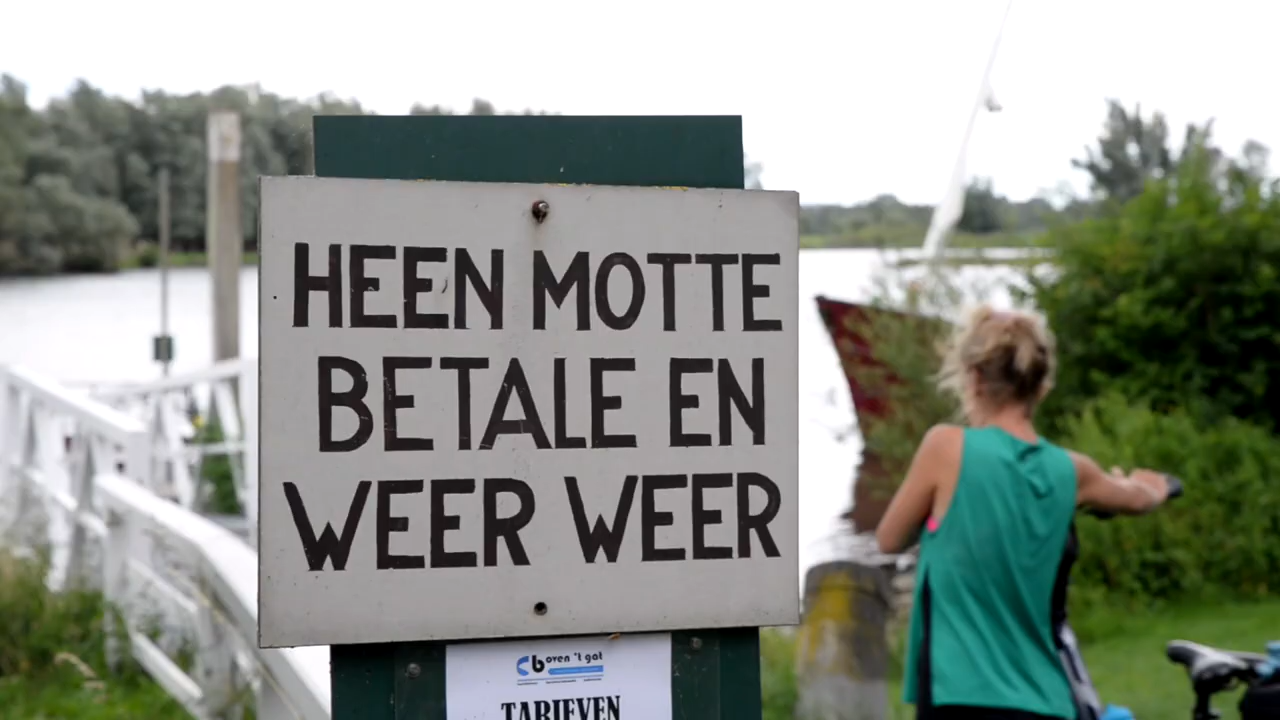 HEEN MOTTE
BETALE EN
WEER WEER
boven 't gat
TARIEVEN